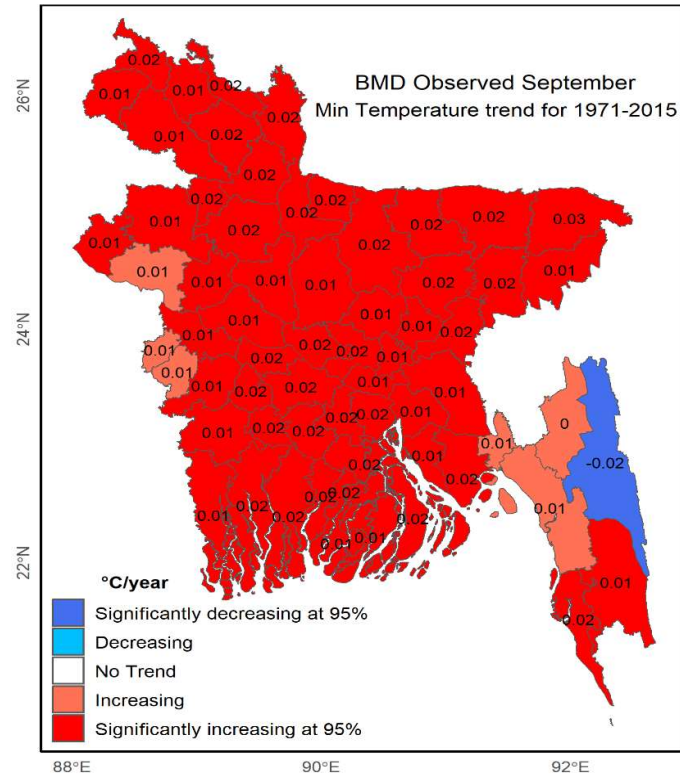 BMD Observed September
Min Temperature trend for 1971-2015
26°N
24°N
22°N
0.02
0.01 0.01 0.02
0.02
0.01 0.02
0.02
0.01 0.02 0.02 0.02
0.02 0.02 0.03
0.01 0.02 0.02
0.01 0.01 0.01 0.01 0.02 0.02 0.01
0.01 0.01 0.01 0.02
0.01 0.01 0.02 0.02 0.02 0.01
0.01 0.01 0.02 0.02 0.01 0.01
0.01 0.02 0.02 0.02 0.02 0.01 0.01 0
0.02 0.01 -0.02
0.01 0.02 0.02 0.02 0.02 0.02 0.02 0.01
0.01 0.01
0.01
0.02
°C/year
Significantly decreasing at 95%
Decreasing
No Trend
Increasing
Significantly increasing at 95%
88°E 90°E 92°E